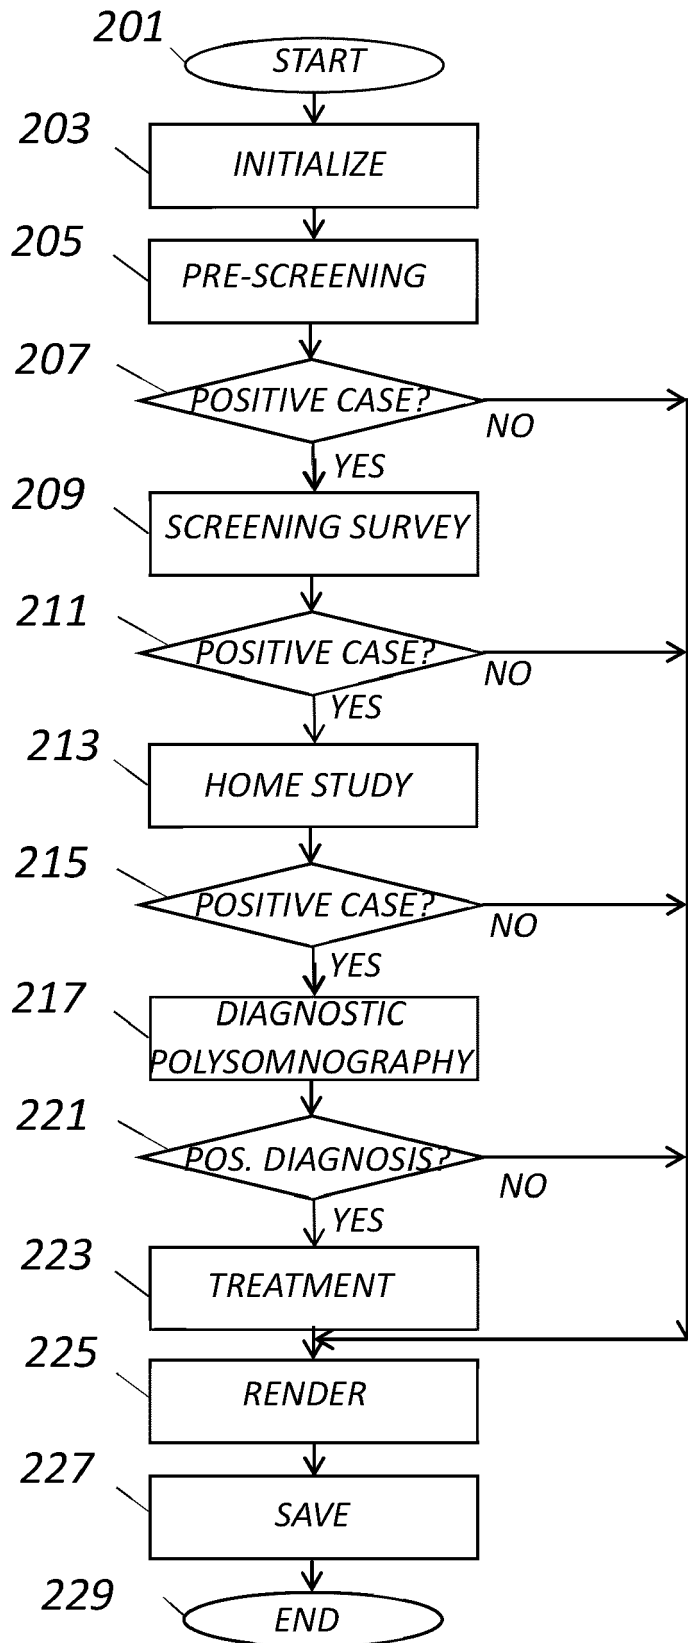 201
START
203
INITIALIZE
205
PRE-SCREENING
207
POSITIVE CASE?
NO
YES
209
SCREENING SURVEY
211
POSITIVE CASE?
NO
YES
213
HOME STUDY
215
POSITIVE CASE?
NO
YES
217
DIAGNOSTIC
POLYSOMNOGRAPHY
221
POS. DIAGNOSIS?
NO
YES
223
TREATMENT
225
RENDER
227
SAVE
229
END